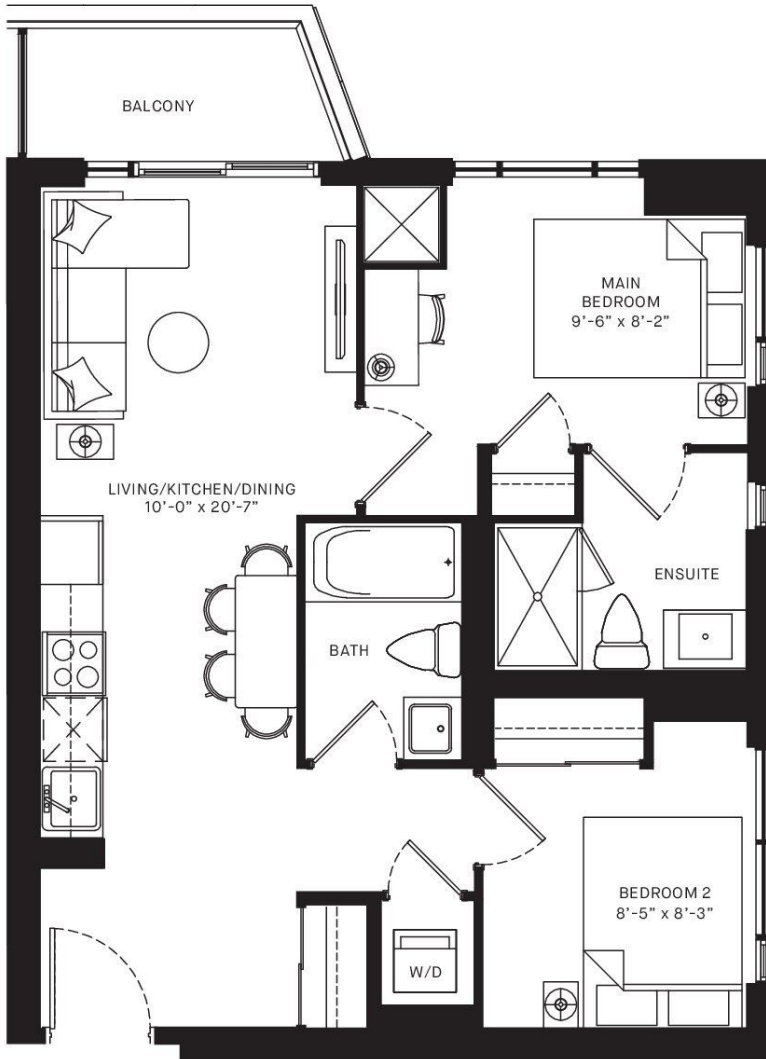 BALCONY
MAIN
BEDROOM
9’-6” x 8’-2”
LIVING/KITCHEN/DINING
10’-0” x 20’-7”
ENSUITE
BATH
BEDROOM 2
8’-5” x 8’-3”
W/D